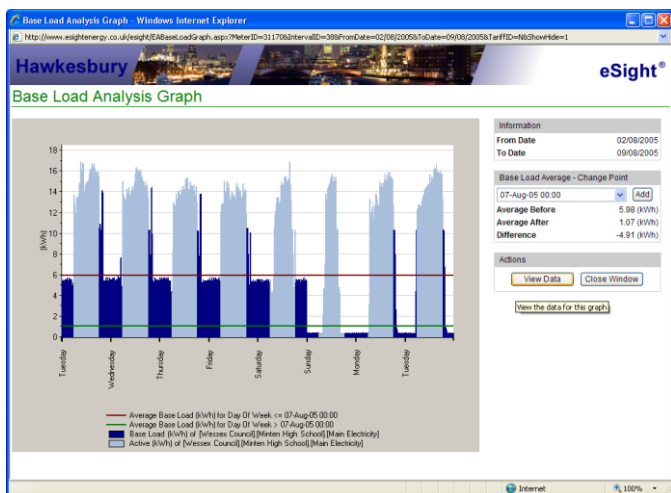 Base Load Analysis Graph - Windows Internet Explorer
http://www.esightenergy.co.uk/esight/EABaseLoadGraph.aspx?MeterID=31170&IntervalID=38&FromDate=02/08/2005&ToDate=09/08/2005&TariffID=N&ShowHide=1
Hawkesbury
eSight®
Base Load Analysis Graph
18
16
14
12
10
8
6
4
2
0
(kWh)
Tuesday
Wednesday
Thursday
Friday
Saturday
Sunday
Monday
Tuesday
Average Base Load (kWh) for Day Of Week <= 07-Aug-05 00:00
Average Base Load (kWh) for Day Of Week > 07-Aug-05 00:00
Base Load (kWh) of [Wessex Council].[Minten High School].[Main Electricity]
Active (kWh) of [Wessex Council].[Minten High School].[Main Electricity]
Information
From Date 02/08/2005
To Date 09/08/2005
Base Load Average - Change Point
07-Aug-05 00:00 Add
Average Before 5.98 (kWh)
Average After 1.07 (kWh)
Difference -4.91 (kWh)
Actions
View Data Close Window
View the data for this graph
Internet 100%